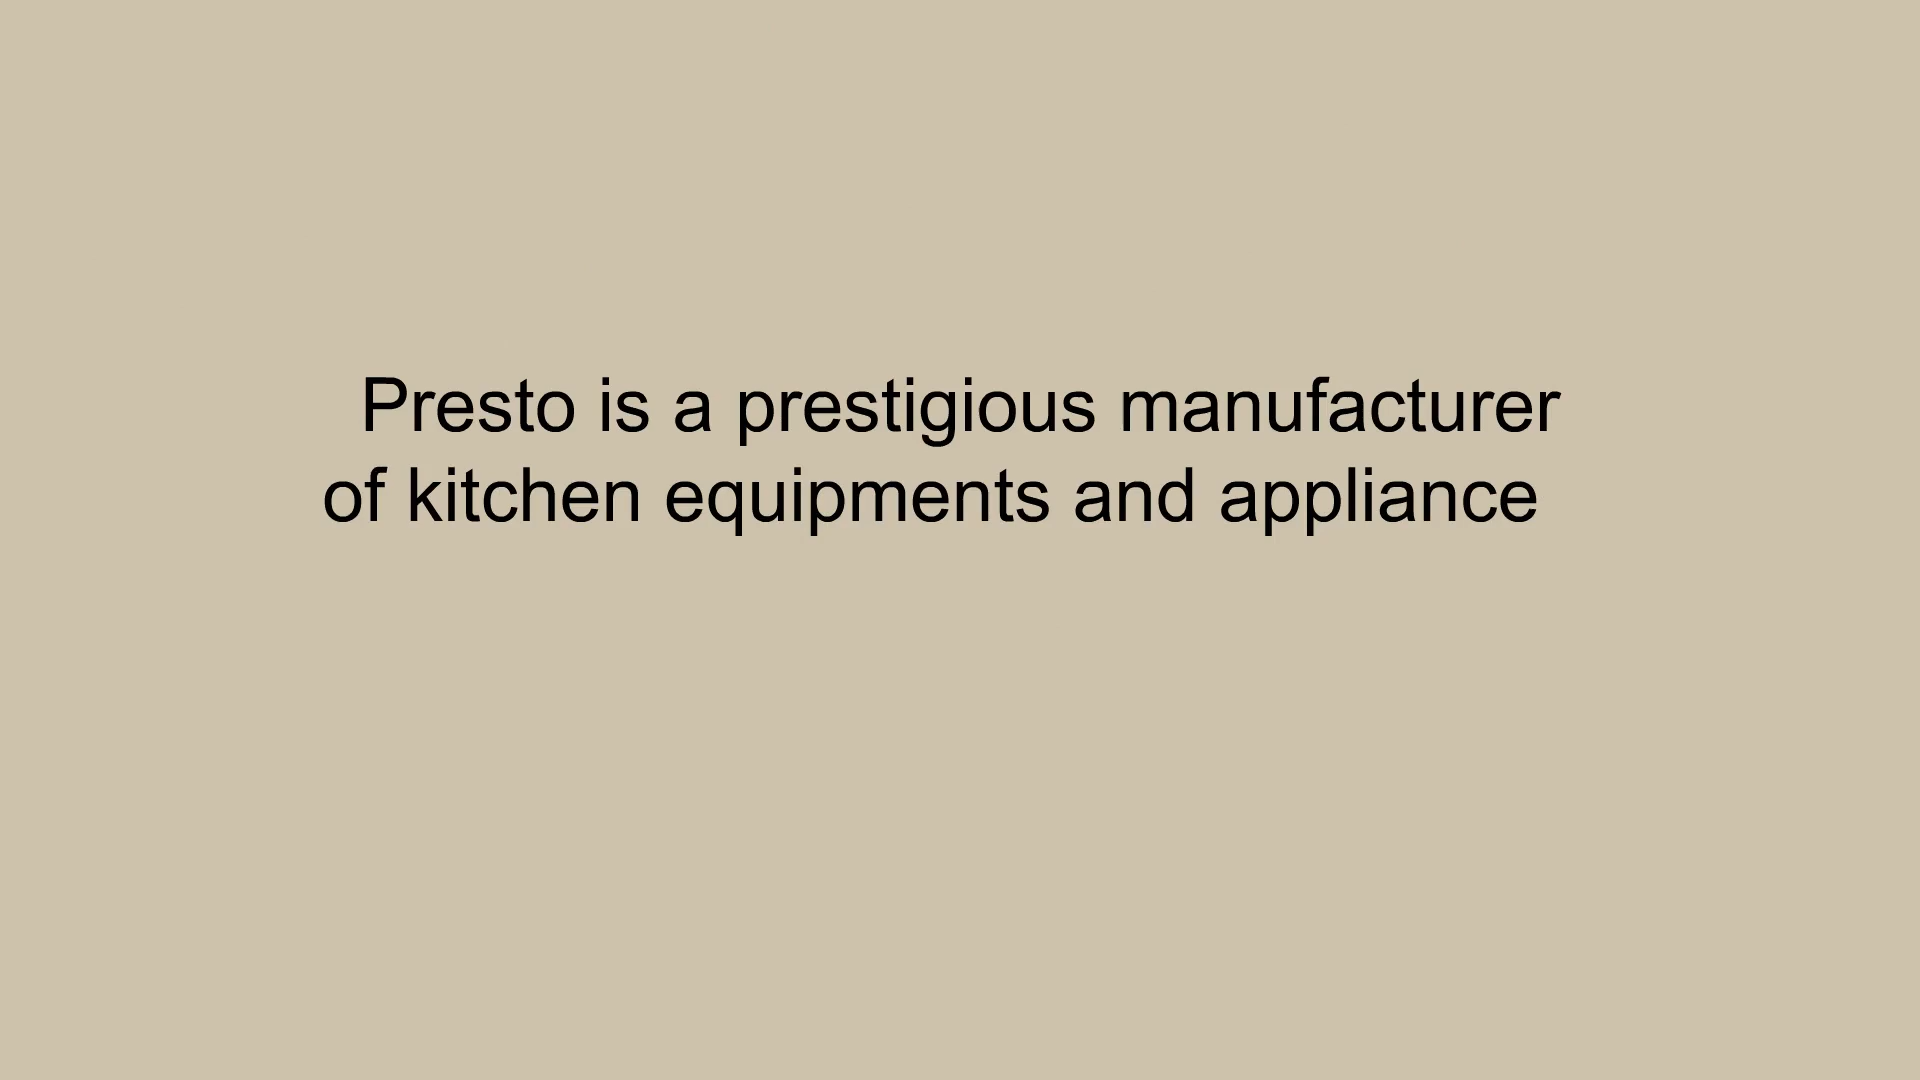 Presto is a prestigious manufacturer
of kitchen equipments and appliance